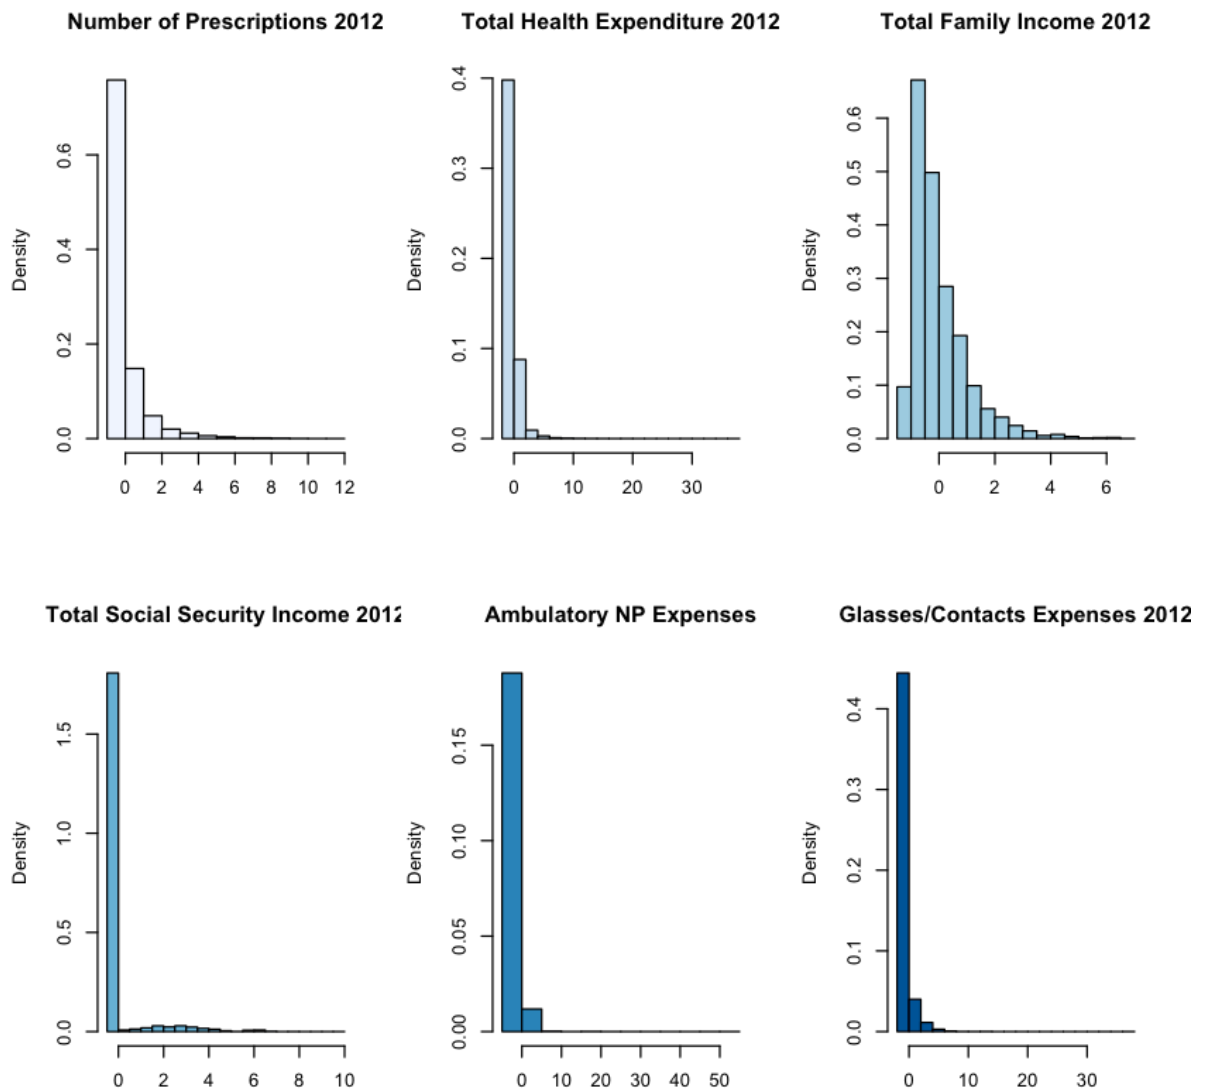 Number of Prescriptions 2012
Density
0.0 0.2 0.4 0.6
0 2 4 6 8 10 12
Total Health Expenditure 2012
Density
0.0 0.1 0.2 0.3 0.4
0 10 20 30
Total Family Income 2012
Density
0.0 0.1 0.2 0.3 0.4 0.5 0.6
0 2 4 6
Total Social Security Income 2012
Density
0.0 0.5 1.0 1.5
0 2 4 6 8 10
Ambulatory NP Expenses
Density
0.00 0.05 0.10 0.15
0 10 20 30 40 50
Glasses/Contacts Expenses 2012
Density
0.0 0.1 0.2 0.3 0.4
0 10 20 30